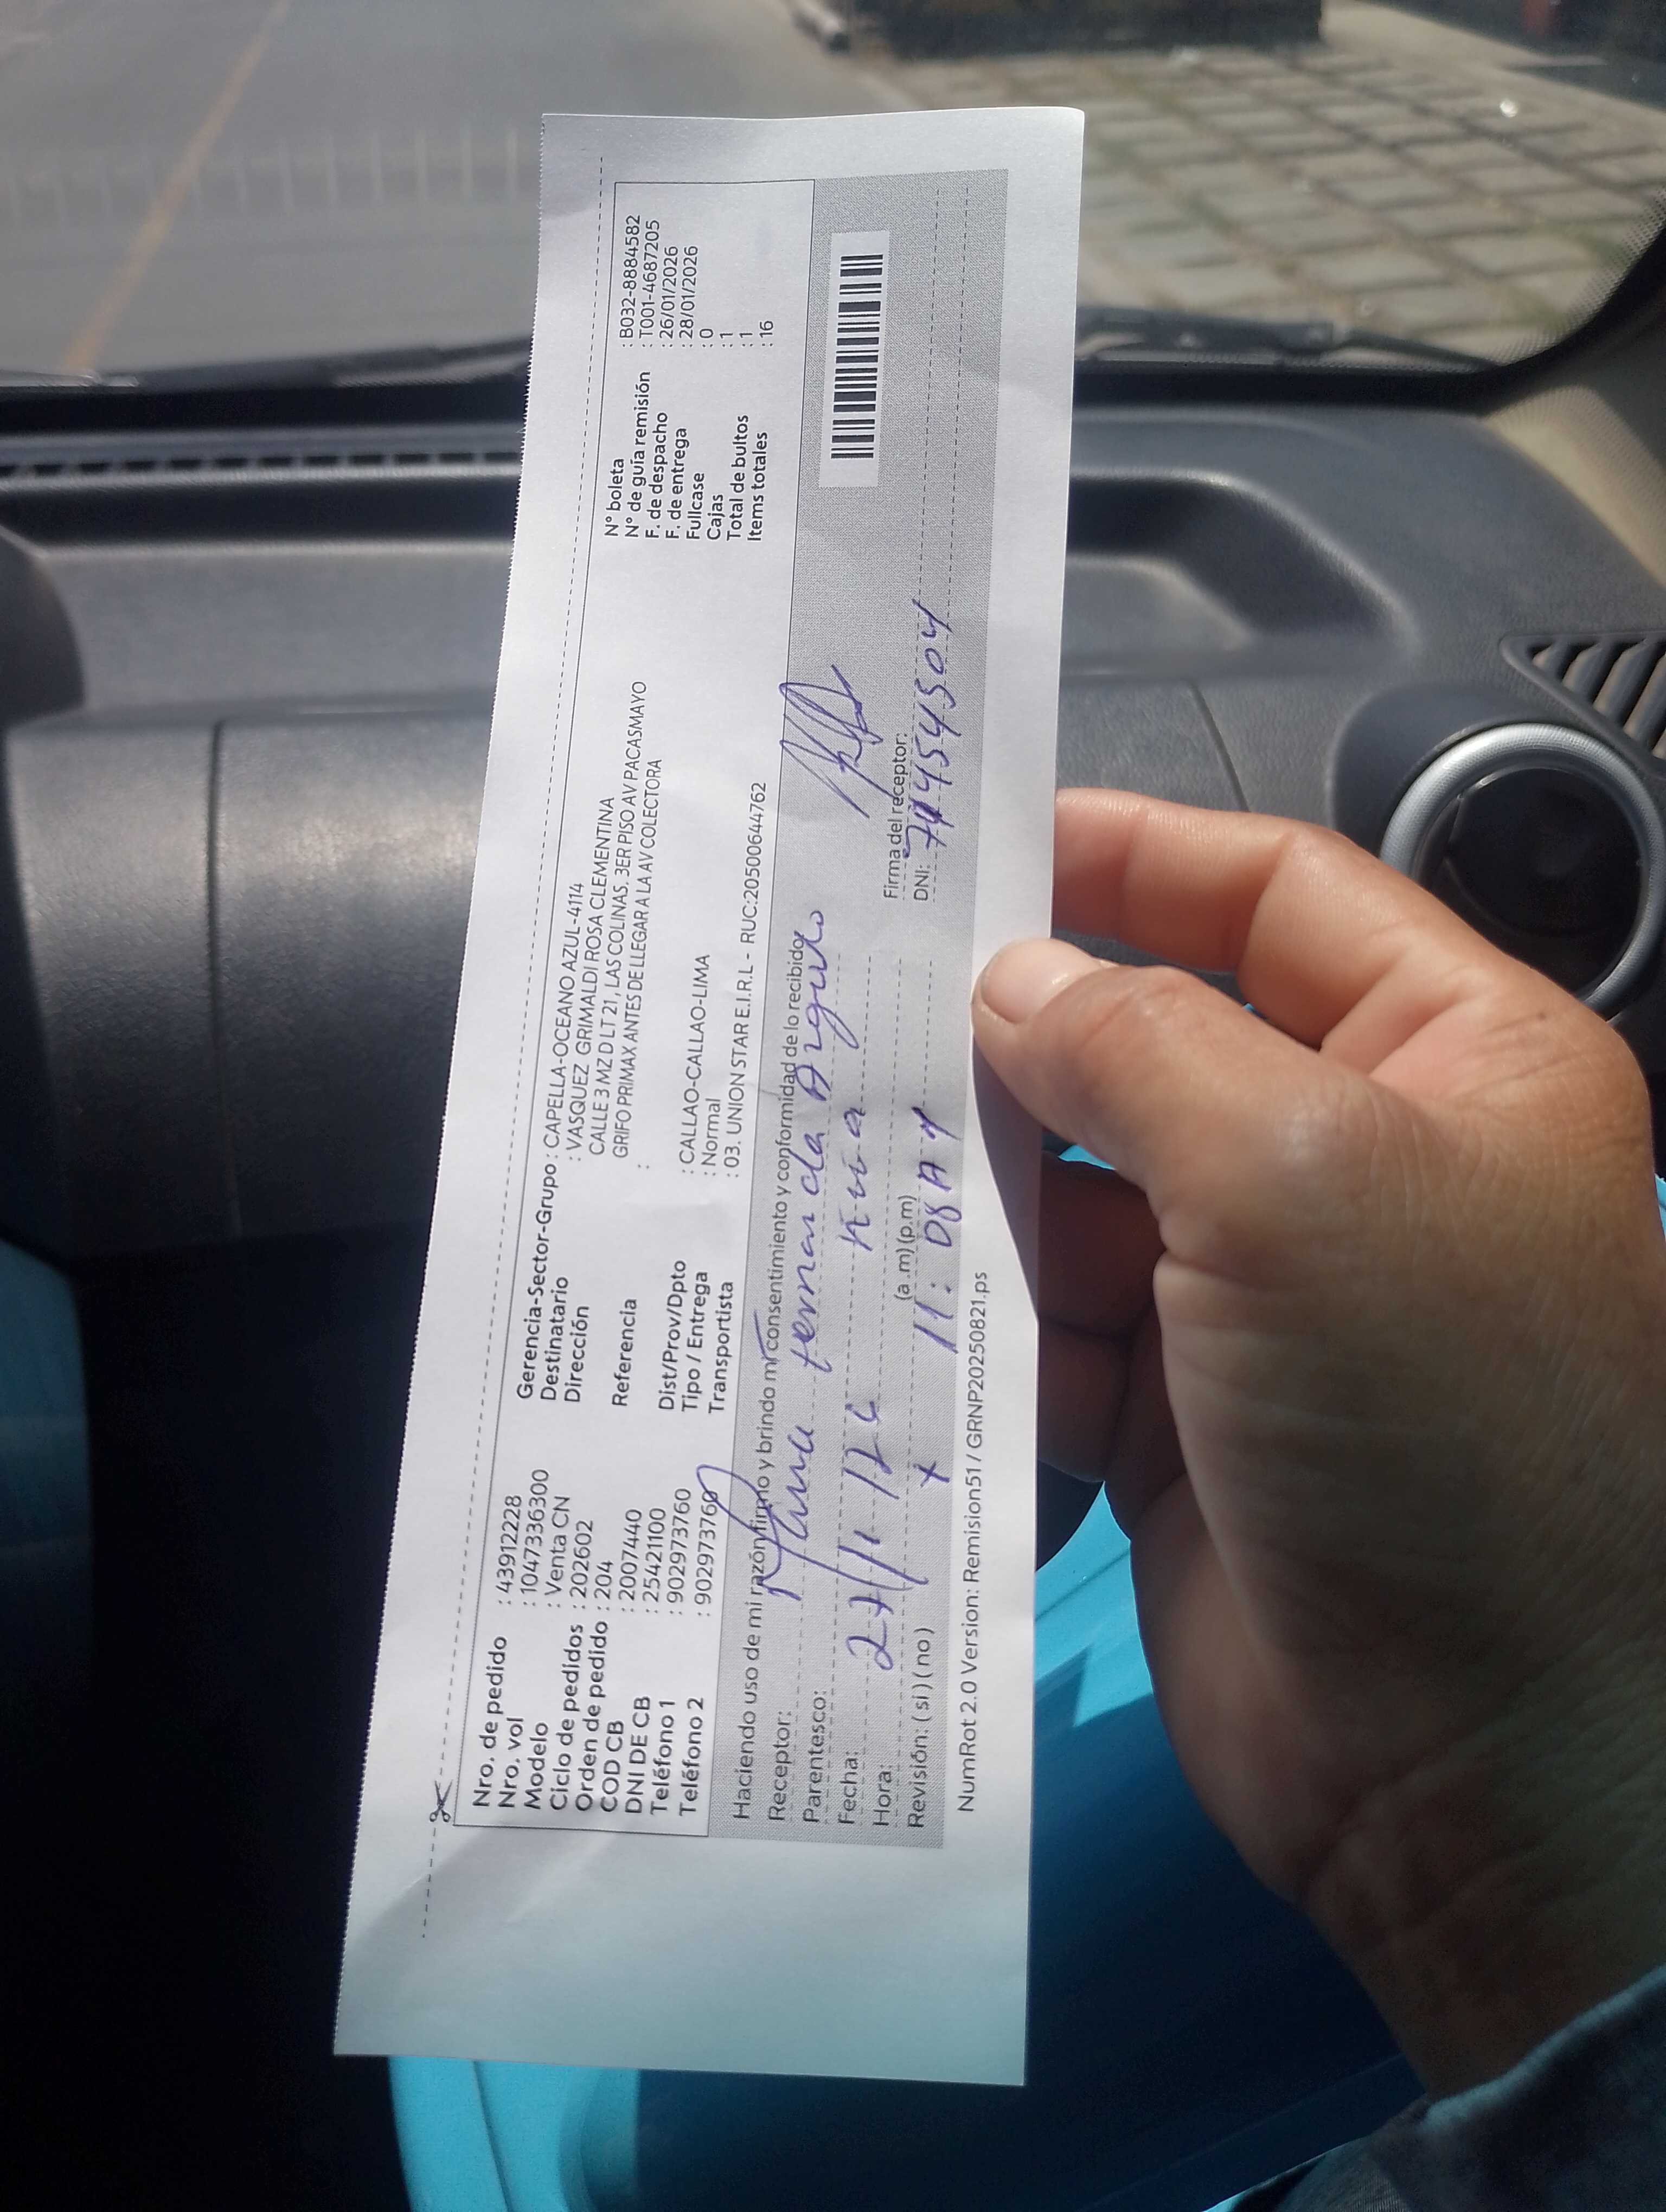 Nro. de pedido : 43912228
Nro. vol : 1047336300
Modelo : Venta CN
Ciclo de pedidos : 202602
Orden de pedido : 204
COD CB : 20074440
DNI DE CB : 25421100
Teléfono 1 : 902973760
Teléfono 2 : 902973760
Gerencia-Sector-Grupo : CAPELLA-OCEANO AZUL-4114
Destinatario : VASQUEZ GRIMALDI ROSA CLEMENTINA
Dirección CALLE 3 MZ D LT 21, LAS COLINAS. 3ER PISO AV PACASMAYO
GRIFO PRIMAX ANTES DE LLEGAR A LA AV COLECTORA
Referencia :
Dist/Prov/Dpto : CALLAO-CALLAO-LIMA
Tipo / Entrega : Normal
Transportista : 03. UNION STAR E.I.R.L - RUC:20500644762
N° boleta : B032-8884582
N° de guía remisión : T001-4687205
F. de despacho : 26/01/2026
F. de entrega : 28/01/2026
Fullcase : 0
Cajas : 1
Total de bultos : 1
Items totales : 16
Haciendo uso de mi razón firmo y brindo mi consentimiento y conformidad de lo recibido
Receptor: fernanda Angulo
Parentesco:
Fecha: 27/1/26
Hora: (a.m)(p.m) 11:08 A
Revisión: ( si ) ( no ) x
Firma del receptor:
DNI: 74454504
NumRot 2.0 Version: Remision51 / GRNP20250821.ps